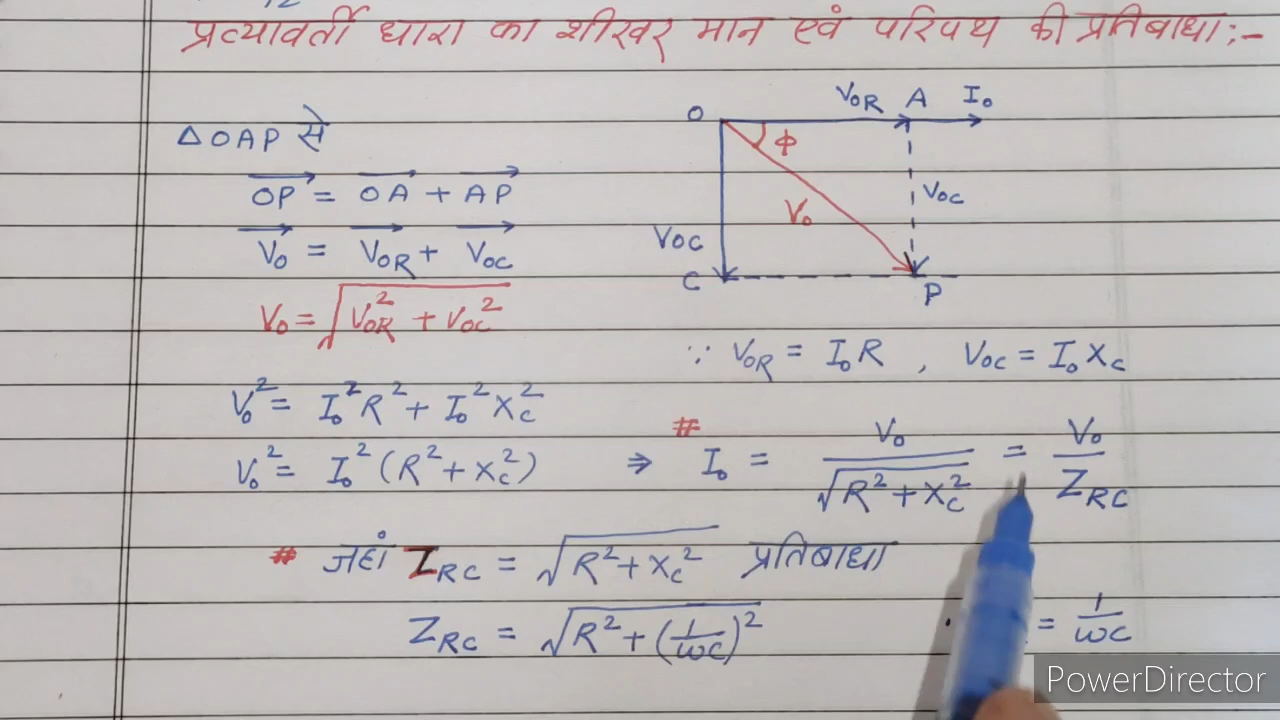 प्रत्यावर्ती धारा का शीखर मान एवं परिपथ की प्रतिबाधा:-
O V₀R A I₀
ΔOAP से
ϕ
OP⃗ = OA⃗ + AP⃗
V₀C
V₀
V₀⃗ = V₀R⃗ + V₀C⃗
V₀C
C P
V₀ = √(V₀R² + V₀C²)
∵ V₀R = I₀R , V₀C = I₀Xc
V₀² = I₀²R² + I₀²Xc²
# V₀² = I₀²(R² + Xc²) ⇒ I₀ = V₀/√(R² + Xc²) = V₀/ZRC
# जहाँ ZRC = √(R² + Xc²) प्रतिबाधा
ZRC = √(R² + (1/ωC)²) = 1/ωC
PowerDirector